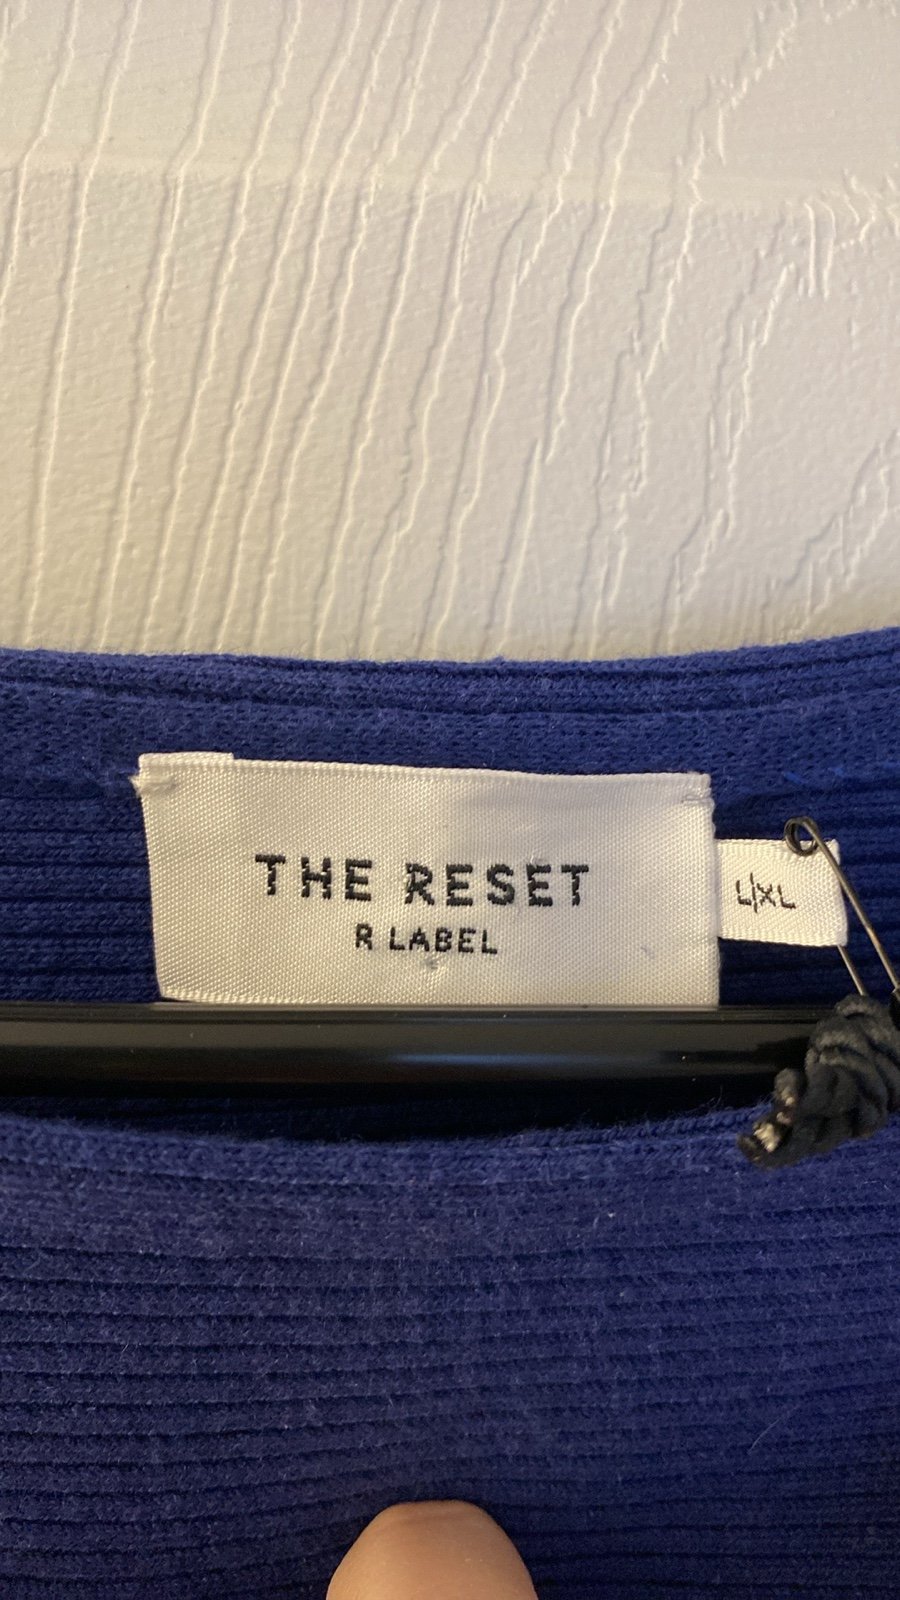 THE RESET
R LABEL
L/XL